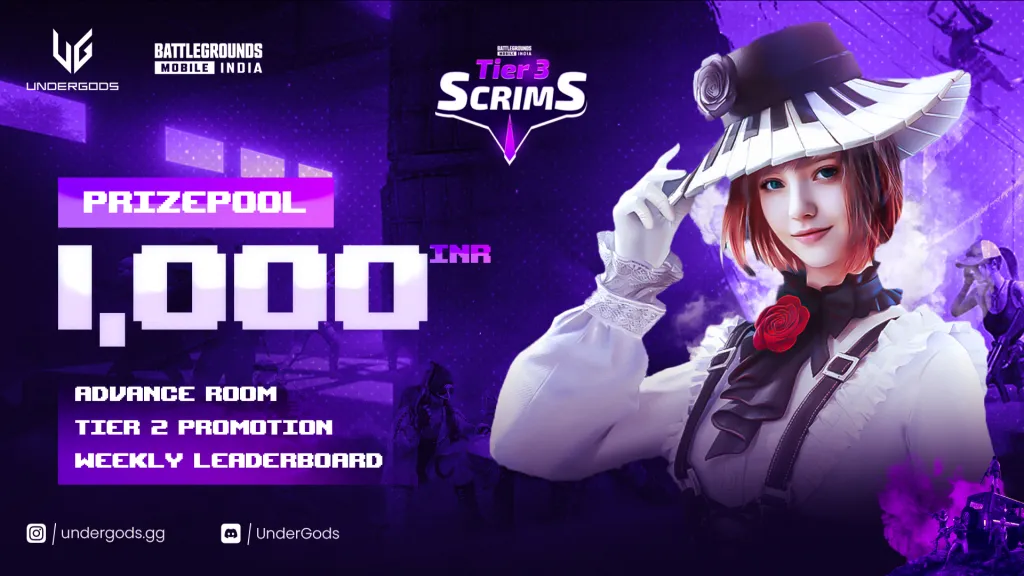 UG
UNDERGODS
BATTLEGROUNDS
MOBILE INDIA
BATTLEGROUNDS
MOBILE INDIA
Tier 3
SCRIMS
PRIZEPOOL
1,000 INR
ADVANCE ROOM
TIER 2 PROMOTION
WEEKLY LEADERBOARD
undergods.gg
/UnderGods